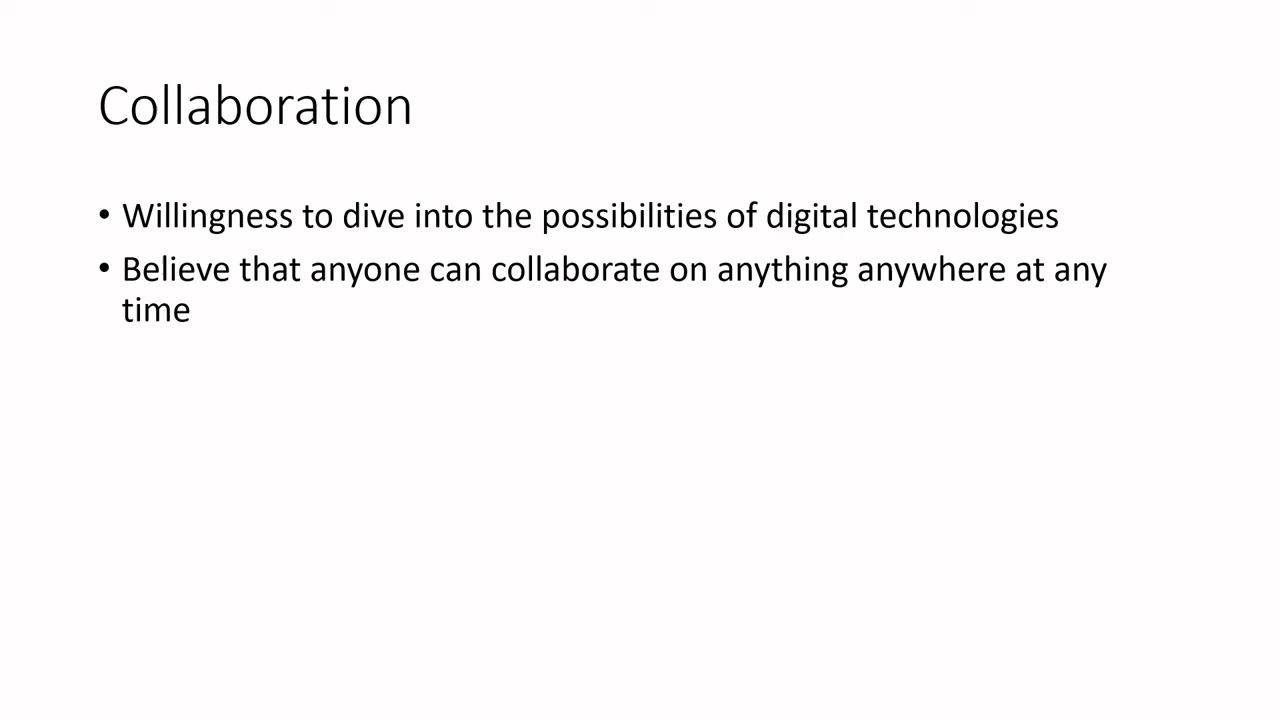 Collaboration
• Willingness to dive into the possibilities of digital technologies
• Believe that anyone can collaborate on anything anywhere at any
time